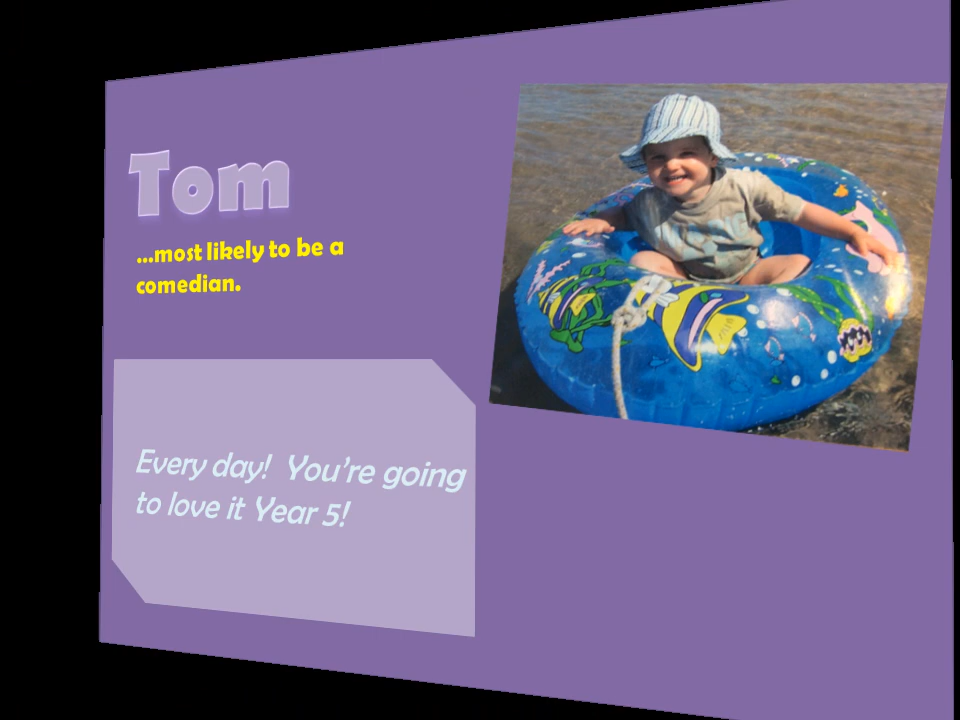 Tom
...most likely to be a
comedian.
Every day!  You're going
to love it Year 5!